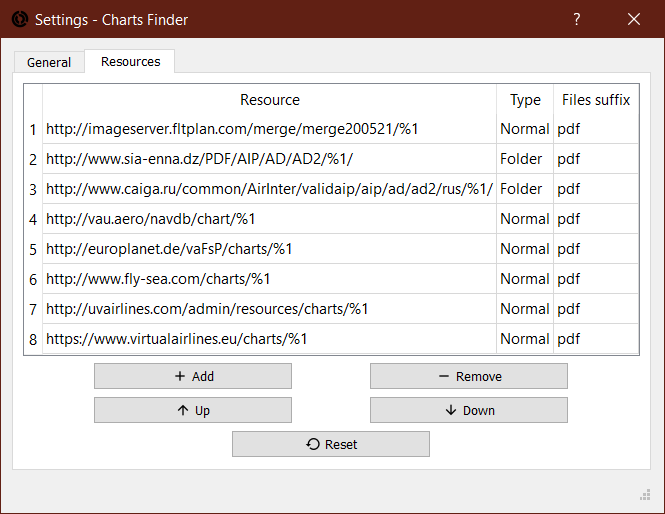 Settings - Charts Finder
General Resources
Resource Type Files suffix
1 http://imageserver.fltplan.com/merge/merge200521/%1 Normal pdf
2 http://www.sia-enna.dz/PDF/AIP/AD/AD2/%1/ Folder pdf
3 http://www.caiga.ru/common/AirInter/validaip/aip/ad/ad2/rus/%1/ Folder pdf
4 http://vau.aero/navdb/chart/%1 Normal pdf
5 http://europlanet.de/vaFsP/charts/%1 Normal pdf
6 http://www.fly-sea.com/charts/%1 Normal pdf
7 http://uvairlines.com/admin/resources/charts/%1 Normal pdf
8 https://www.virtualairlines.eu/charts/%1 Normal pdf
Add Remove
Up Down
Reset